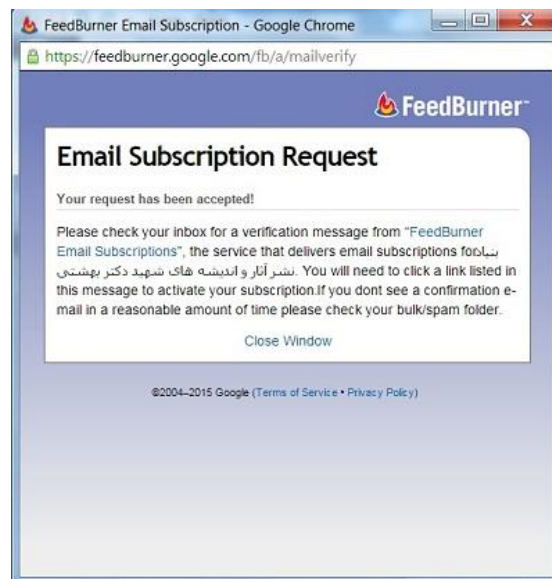 FeedBurner Email Subscription - Google Chrome
https://feedburner.google.com/fb/a/mailverify
FeedBurner
Email Subscription Request
Your request has been accepted!
Please check your inbox for a verification message from "FeedBurner
Email Subscriptions", the service that delivers email subscriptions for بنیاد
نشر آثار و اندیشه های شهید دکتر بهشتی. You will need to click a link listed in
this message to activate your subscription.If you dont see a confirmation e-
mail in a reasonable amount of time please check your bulk/spam folder.
Close Window
©2004–2015 Google (Terms of Service • Privacy Policy)